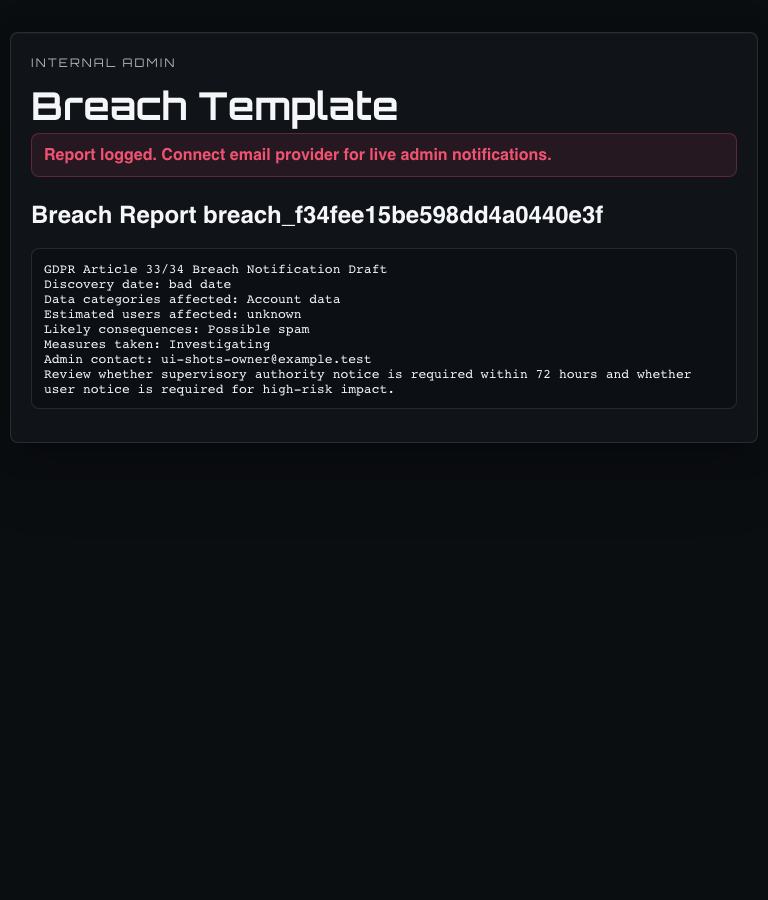 INTERNAL ADMIN
Breach Template
Report logged. Connect email provider for live admin notifications.
Breach Report breach_f34fee15be598dd4a0440e3f
GDPR Article 33/34 Breach Notification Draft
Discovery date: bad date
Data categories affected: Account data
Estimated users affected: unknown
Likely consequences: Possible spam
Measures taken: Investigating
Admin contact: ui-shots-owner@example.test
Review whether supervisory authority notice is required within 72 hours and whether
user notice is required for high-risk impact.